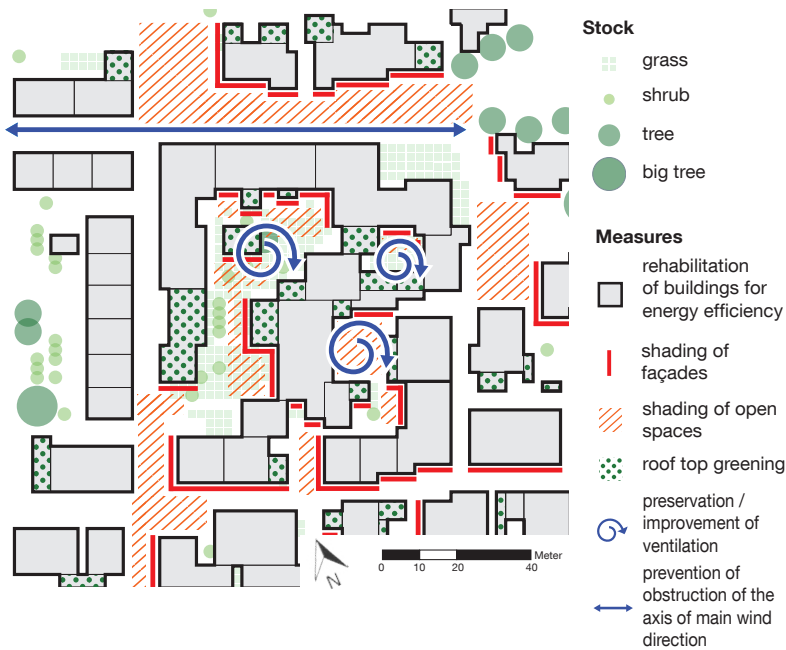 Stock
grass
shrub
tree
big tree
Measures
rehabilitation
of buildings for
energy efficiency
shading of
façades
shading of open
spaces
roof top greening
preservation /
improvement of
ventilation
prevention of
obstruction of the
axis of main wind
direction
N
Meter
0 10 20 40